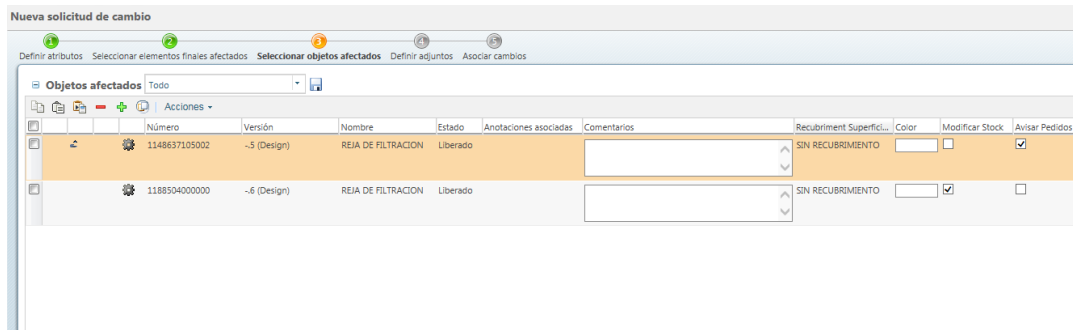 Nueva solicitud de cambio
1 2 3 4 5
Definir atributos Seleccionar elementos finales afectados Seleccionar objetos afectados Definir adjuntos Asociar cambios
Objetos afectados Todo
Acciones
Número Versión Nombre Estado Anotaciones asociadas Comentarios Recubriment Superfici... Color Modificar Stock Avisar Pedidos
1148637105002 -.5 (Design) REJA DE FILTRACION Liberado SIN RECUBRIMIENTO
1188504000000 -.6 (Design) REJA DE FILTRACION Liberado SIN RECUBRIMIENTO